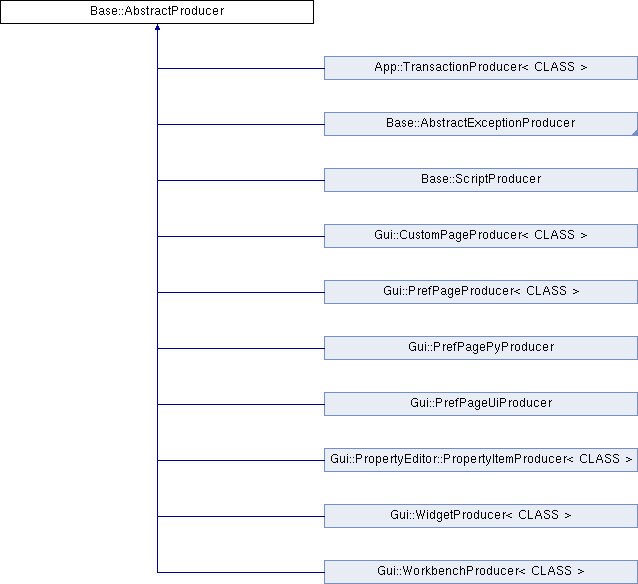 Base::AbstractProducer
App::TransactionProducer< CLASS >
Base::AbstractExceptionProducer
Base::ScriptProducer
Gui::CustomPageProducer< CLASS >
Gui::PrefPageProducer< CLASS >
Gui::PrefPagePyProducer
Gui::PrefPageUiProducer
Gui::PropertyEditor::PropertyItemProducer< CLASS >
Gui::WidgetProducer< CLASS >
Gui::WorkbenchProducer< CLASS >